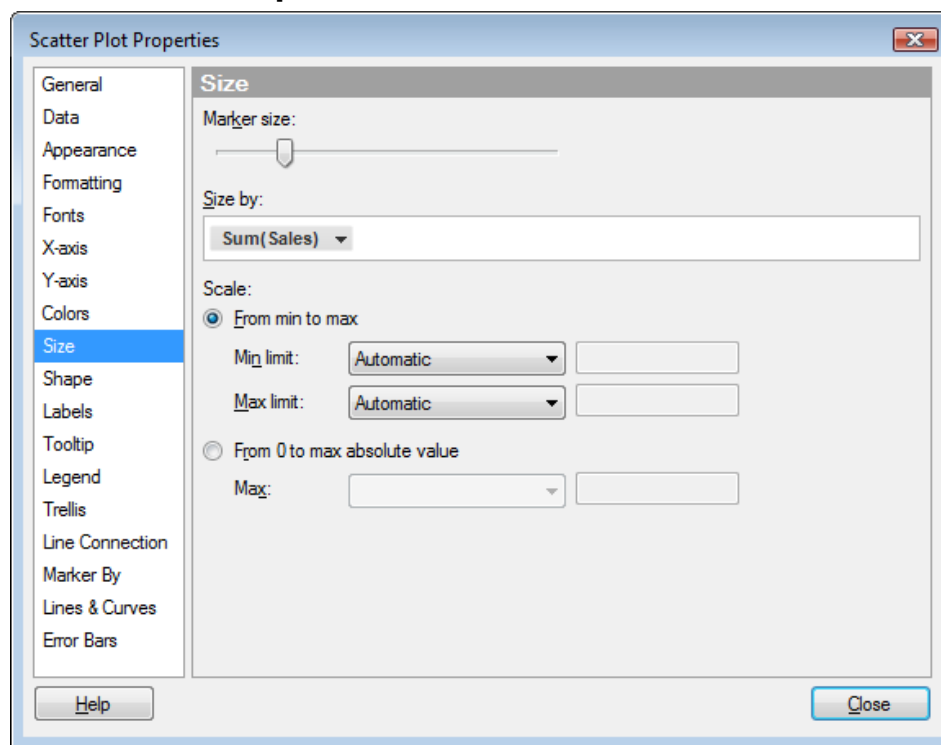 Scatter Plot Properties
General
Data
Appearance
Formatting
Fonts
X-axis
Y-axis
Colors
Size
Shape
Labels
Tooltip
Legend
Trellis
Line Connection
Marker By
Lines & Curves
Error Bars
Size
Marker size:
Size by:
Sum(Sales)
Scale:
From min to max
Min limit: Automatic
Max limit: Automatic
From 0 to max absolute value
Max:
Help
Close